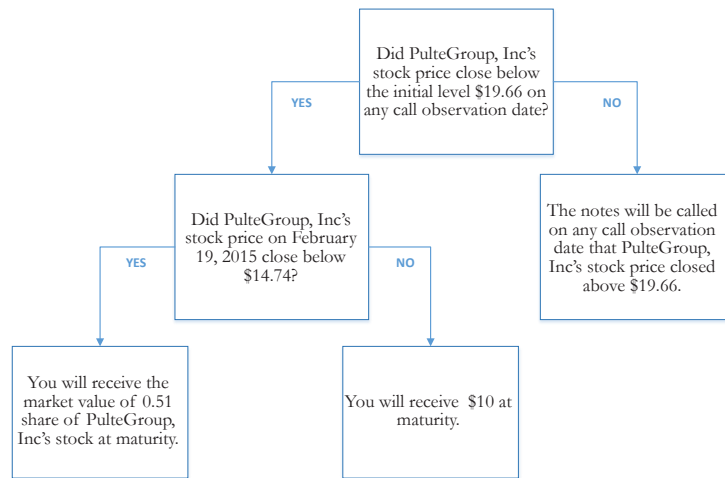 Did PulteGroup, Inc's
stock price close below
the initial level $19.66 on
any call observation date?
YES
NO
Did PulteGroup, Inc's
stock price on February
19, 2015 close below
$14.74?
The notes will be called
on any call observation
date that PulteGroup,
Inc's stock price closed
above $19.66.
YES
NO
You will receive the
market value of 0.51
share of PulteGroup,
Inc's stock at maturity.
You will receive $10 at
maturity.